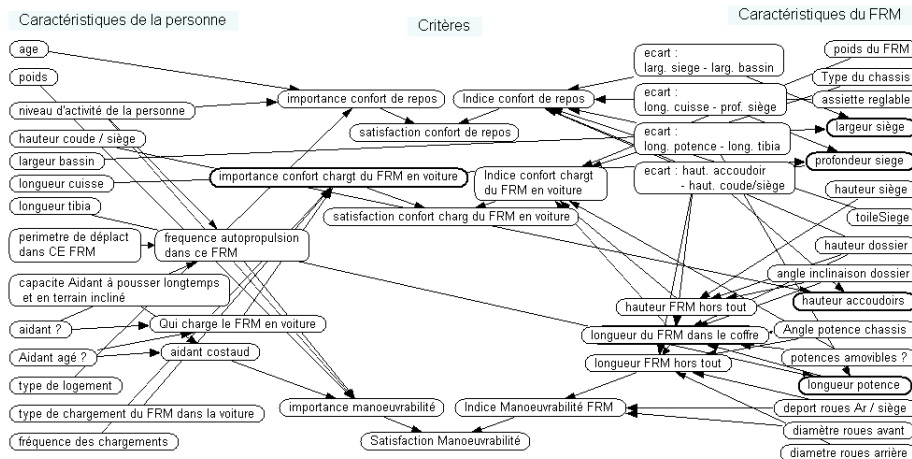 Caractéristiques de la personne
Critères
Caractéristiques du FRM
age
poids
niveau d'activité de la personne
hauteur coude / siège
largeur bassin
longueur cuisse
longueur tibia
perimetre de déplact
dans CE FRM
capacite Aidant à pousser longtemps
et en terrain incliné
aidant ?
Aidant agé ?
type de logement
type de chargement du FRM dans la voiture
fréquence des chargements
frequence autopropulsion
dans ce FRM
Qui charge le FRM en voiture
aidant costaud
importance confort de repos
Indice confort de repos
satisfaction confort de repos
importance confort chargt du FRM en voiture
Indice confort chargt
du FRM en voiture
satisfaction confort charg du FRM en voiture
importance manoeuvrabilité
Indice Manoeuvrabilité FRM
Satisfaction Manoeuvrabilité
ecart :
larg. siege - larg. bassin
ecart :
long. cuisse - prof. siège
ecart :
long. potence - long. tibia
ecart : haut. accoudoir
- haut. coude/siège
hauteur FRM hors tout
longueur du FRM dans le coffre
longueur FRM hors tout
poids du FRM
Type du chassis
assiette reglable
largeur siège
profondeur siege
hauteur siège
toileSiege
hauteur dossier
angle inclinaison dossier
hauteur accoudoirs
Angle potence chassis
potences amovibles ?
longueur potence
deport roues Ar / siège
diamètre roues avant
diametre roues arrière